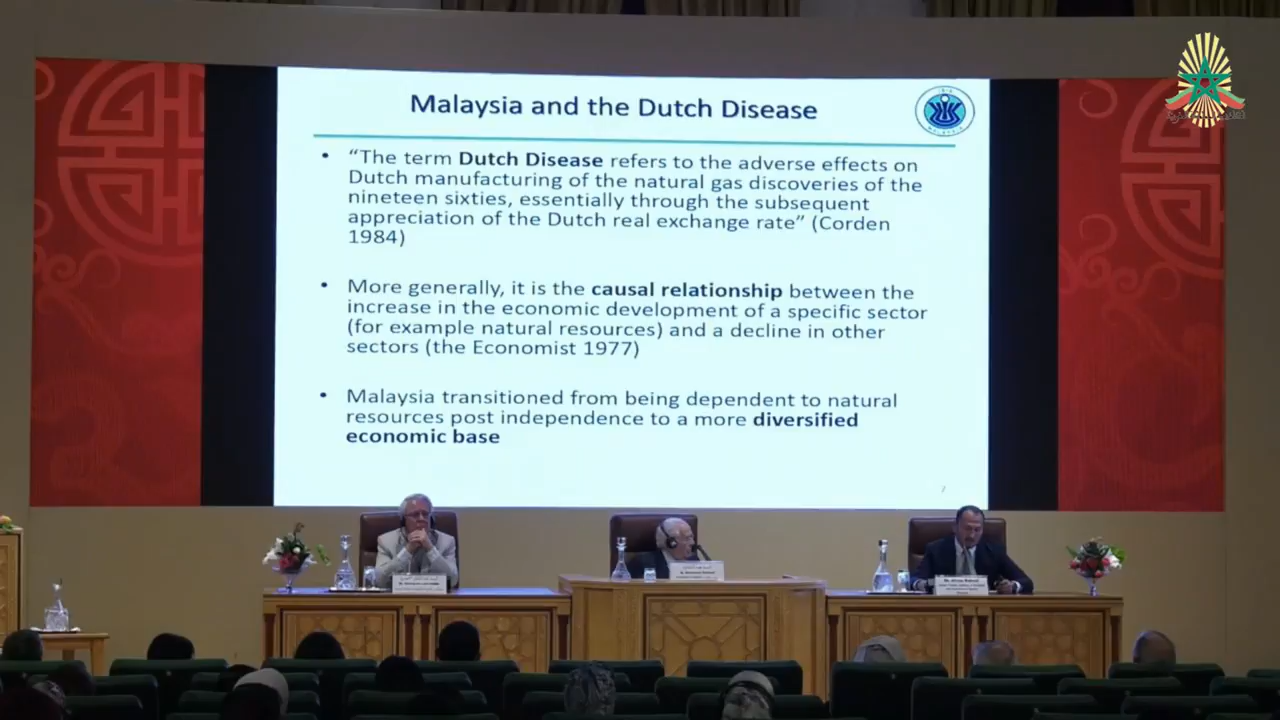 Malaysia and the Dutch Disease
MALAYSIA
• “The term Dutch Disease refers to the adverse effects on
Dutch manufacturing of the natural gas discoveries of the
nineteen sixties, essentially through the subsequent
appreciation of the Dutch real exchange rate” (Corden
1984)
• More generally, it is the causal relationship between the
increase in the economic development of a specific sector
(for example natural resources) and a decline in other
sectors (the Economist 1977)
• Malaysia transitioned from being dependent to natural
resources post independence to a more diversified
economic base
7